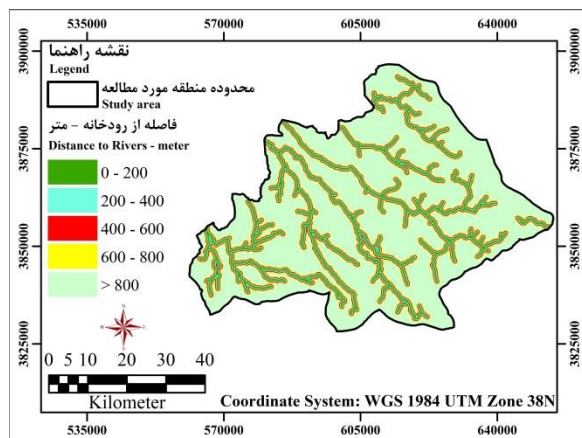 535000 570000 605000 640000
3900000 3900000
نقشه راهنما
Legend
محدوده منطقه مورد مطالعه
Study area
فاصله از رودخانه - متر
Distance to Rivers - meter
3875000 3875000
0 - 200
200 - 400
400 - 600
600 - 800
> 800
3850000 3850000
N
W E
S
3825000 3825000
0 5 10 20 30 40
Kilometer
Coordinate System: WGS 1984 UTM Zone 38N
535000 570000 605000 640000